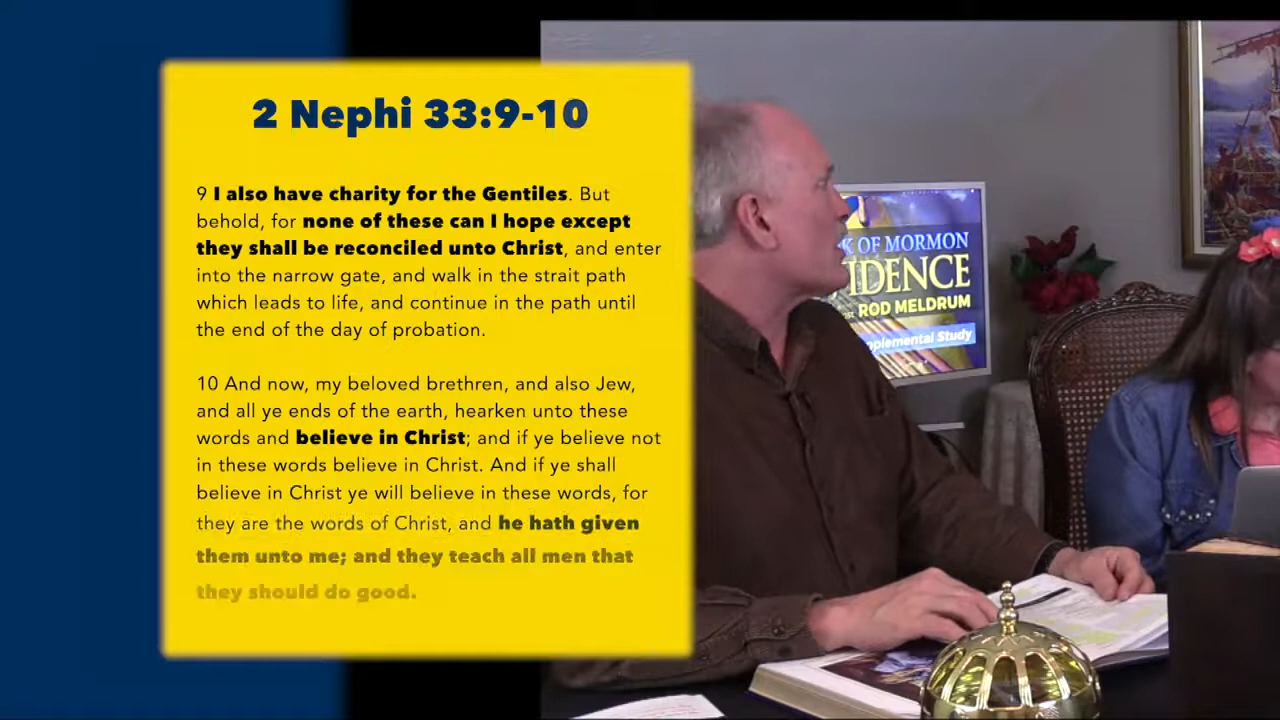 2 Nephi 33:9-10
9 I also have charity for the Gentiles. But
behold, for none of these can I hope except
they shall be reconciled unto Christ, and enter
into the narrow gate, and walk in the strait path
which leads to life, and continue in the path until
the end of the day of probation.
10 And now, my beloved brethren, and also Jew,
and all ye ends of the earth, hearken unto these
words and believe in Christ; and if ye believe not
in these words believe in Christ. And if ye shall
believe in Christ ye will believe in these words, for
they are the words of Christ, and he hath given
them unto me; and they teach all men that
they should do good.
K OF MORMON
IDENCE
ROD MELDRUM
pplemental Study